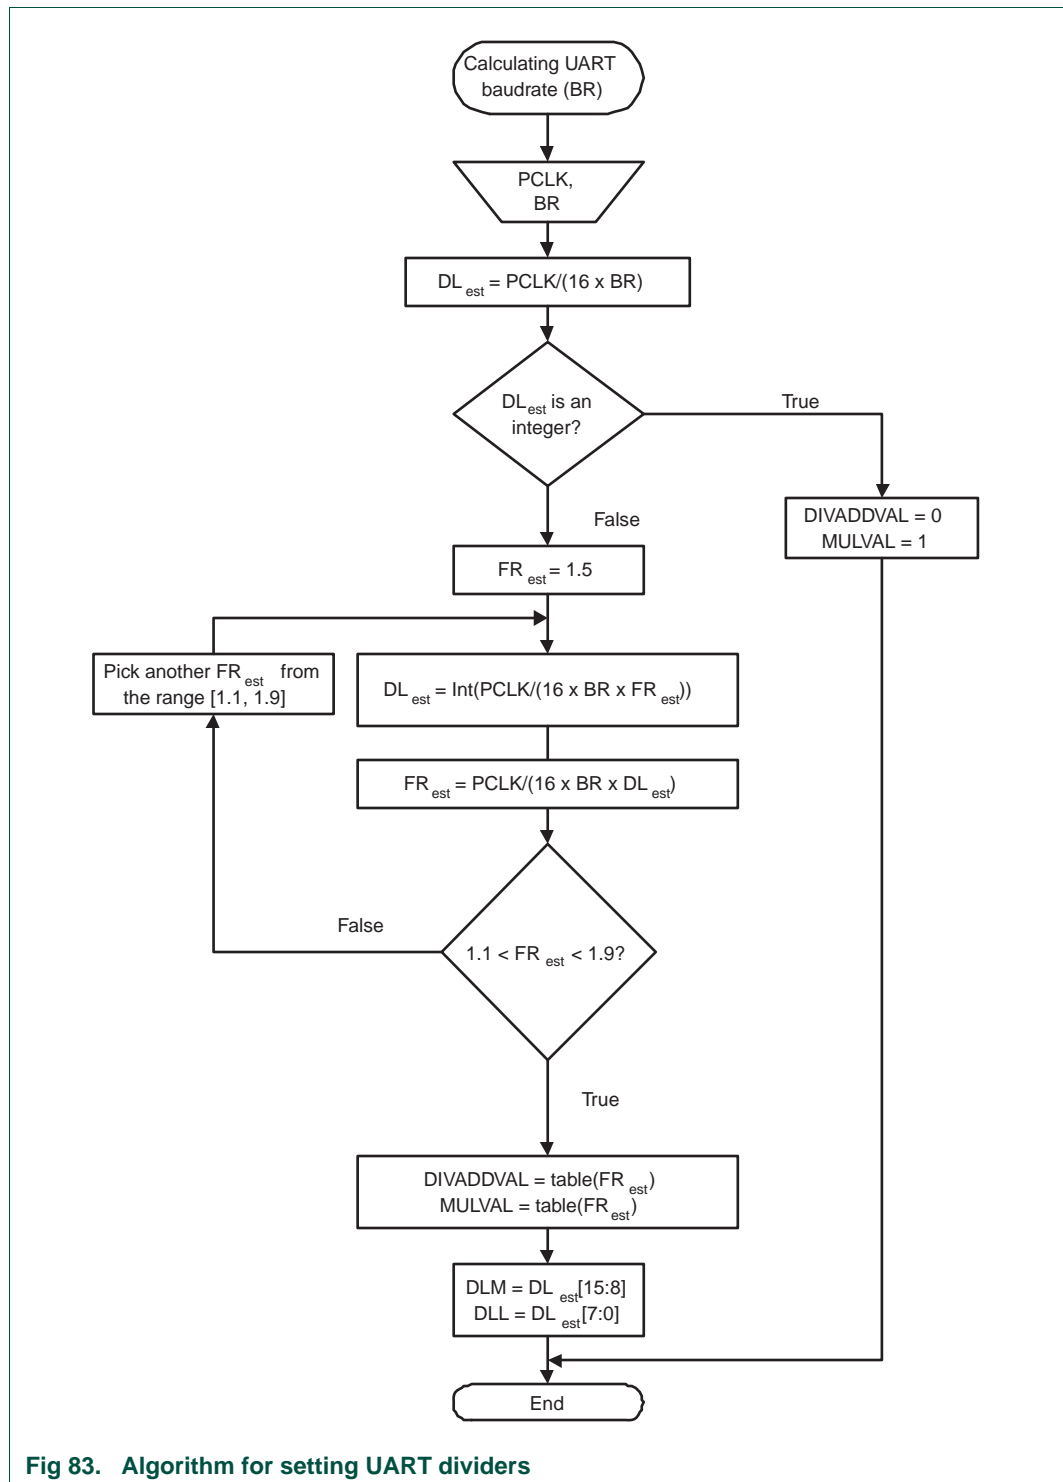 Calculating UART
baudrate (BR)
PCLK,
BR
DL est = PCLK/(16 x BR)
DL est is an
integer?
True
False
DIVADDVAL = 0
MULVAL = 1
FR est = 1.5
Pick another FR est from
the range [1.1, 1.9]
DL est = Int(PCLK/(16 x BR x FR est))
FR est = PCLK/(16 x BR x DL est)
False
1.1 < FR est < 1.9?
True
DIVADDVAL = table(FR est)
MULVAL = table(FR est)
DLM = DL est[15:8]
DLL = DL est[7:0]
End
Fig 83. Algorithm for setting UART dividers